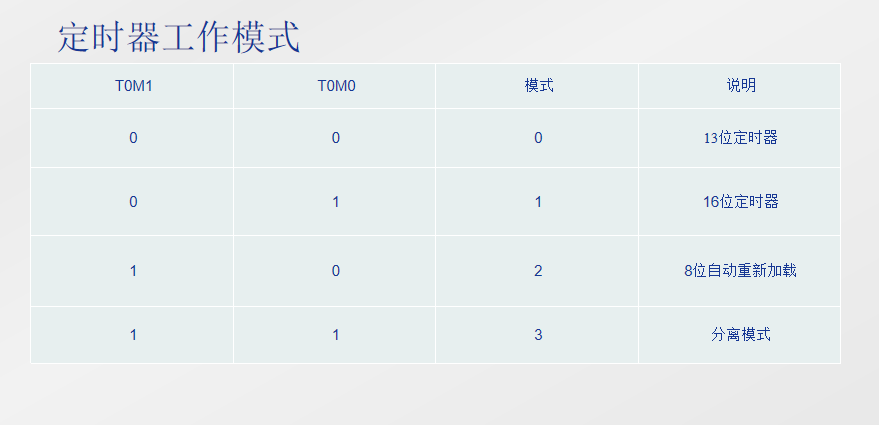 定时器工作模式
T0M1 T0M0 模式 说明
0 0 0 13位定时器
0 1 1 16位定时器
1 0 2 8位自动重新加载
1 1 3 分离模式